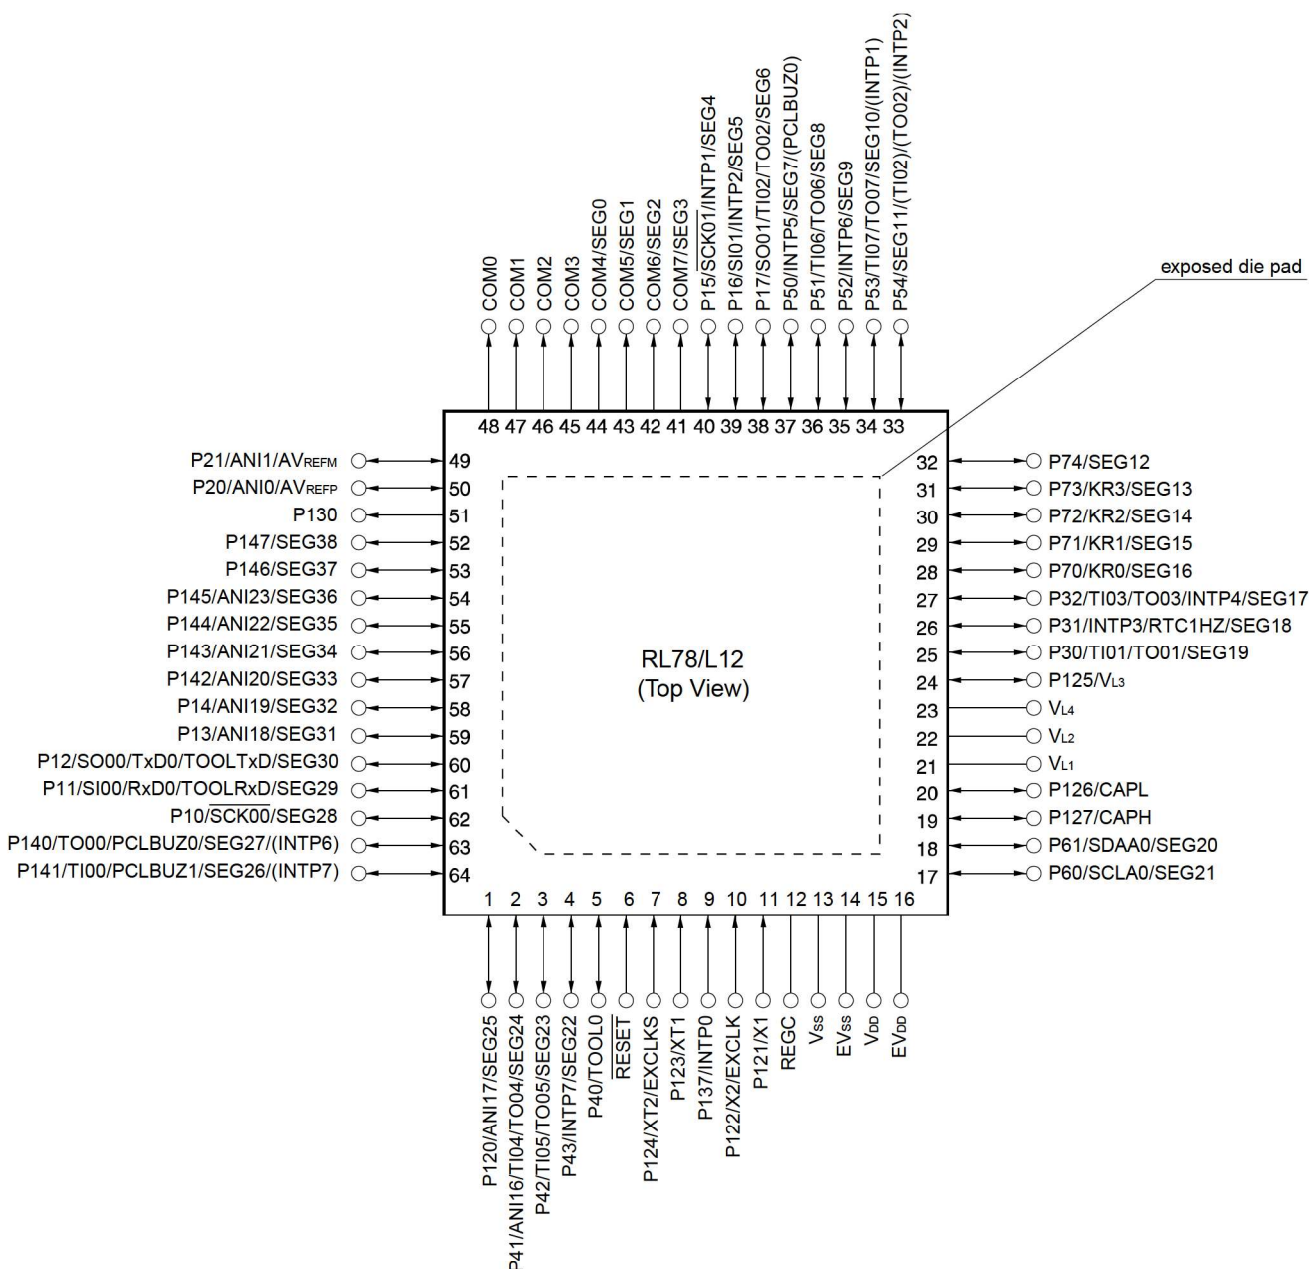 COM0
COM1
COM2
COM3
COM4/SEG0
COM5/SEG1
COM6/SEG2
COM7/SEG3
P15/SCK01/INTP1/SEG4
P16/SI01/INTP2/SEG5
P17/SO01/TI02/TO02/SEG6
P50/INTP5/SEG7/(PCLBUZ0)
P51/TI06/TO06/SEG8
P52/INTP6/SEG9
P53/TI07/TO07/SEG10/(INTP1)
P54/SEG11/(TI02)/(TO02)/(INTP2)
exposed die pad
48 47 46 45 44 43 42 41 40 39 38 37 36 35 34 33
P21/ANI1/AVREFM 49
P20/ANI0/AVREFP 50
P130 51
P147/SEG38 52
P146/SEG37 53
P145/ANI23/SEG36 54
P144/ANI22/SEG35 55
P143/ANI21/SEG34 56
P142/ANI20/SEG33 57
P14/ANI19/SEG32 58
P13/ANI18/SEG31 59
P12/SO00/TxD0/TOOLTxD/SEG30 60
P11/SI00/RxD0/TOOLRxD/SEG29 61
P10/SCK00/SEG28 62
P140/TO00/PCLBUZ0/SEG27/(INTP6) 63
P141/TI00/PCLBUZ1/SEG26/(INTP7) 64
RL78/L12
(Top View)
32 P74/SEG12
31 P73/KR3/SEG13
30 P72/KR2/SEG14
29 P71/KR1/SEG15
28 P70/KR0/SEG16
27 P32/TI03/TO03/INTP4/SEG17
26 P31/INTP3/RTC1HZ/SEG18
25 P30/TI01/TO01/SEG19
24 P125/VL3
23 VL4
22 VL2
21 VL1
20 P126/CAPL
19 P127/CAPH
18 P61/SDAA0/SEG20
17 P60/SCLA0/SEG21
1 2 3 4 5 6 7 8 9 10 11 12 13 14 15 16
P120/ANI17/SEG25
P41/ANI16/TI04/TO04/SEG24
P42/TI05/TO05/SEG23
P43/INTP7/SEG22
P40/TOOL0
RESET
P124/XT2/EXCLKS
P123/XT1
P137/INTP0
P122/X2/EXCLK
P121/X1
REGC
VSS
EVSS
VDD
EVDD